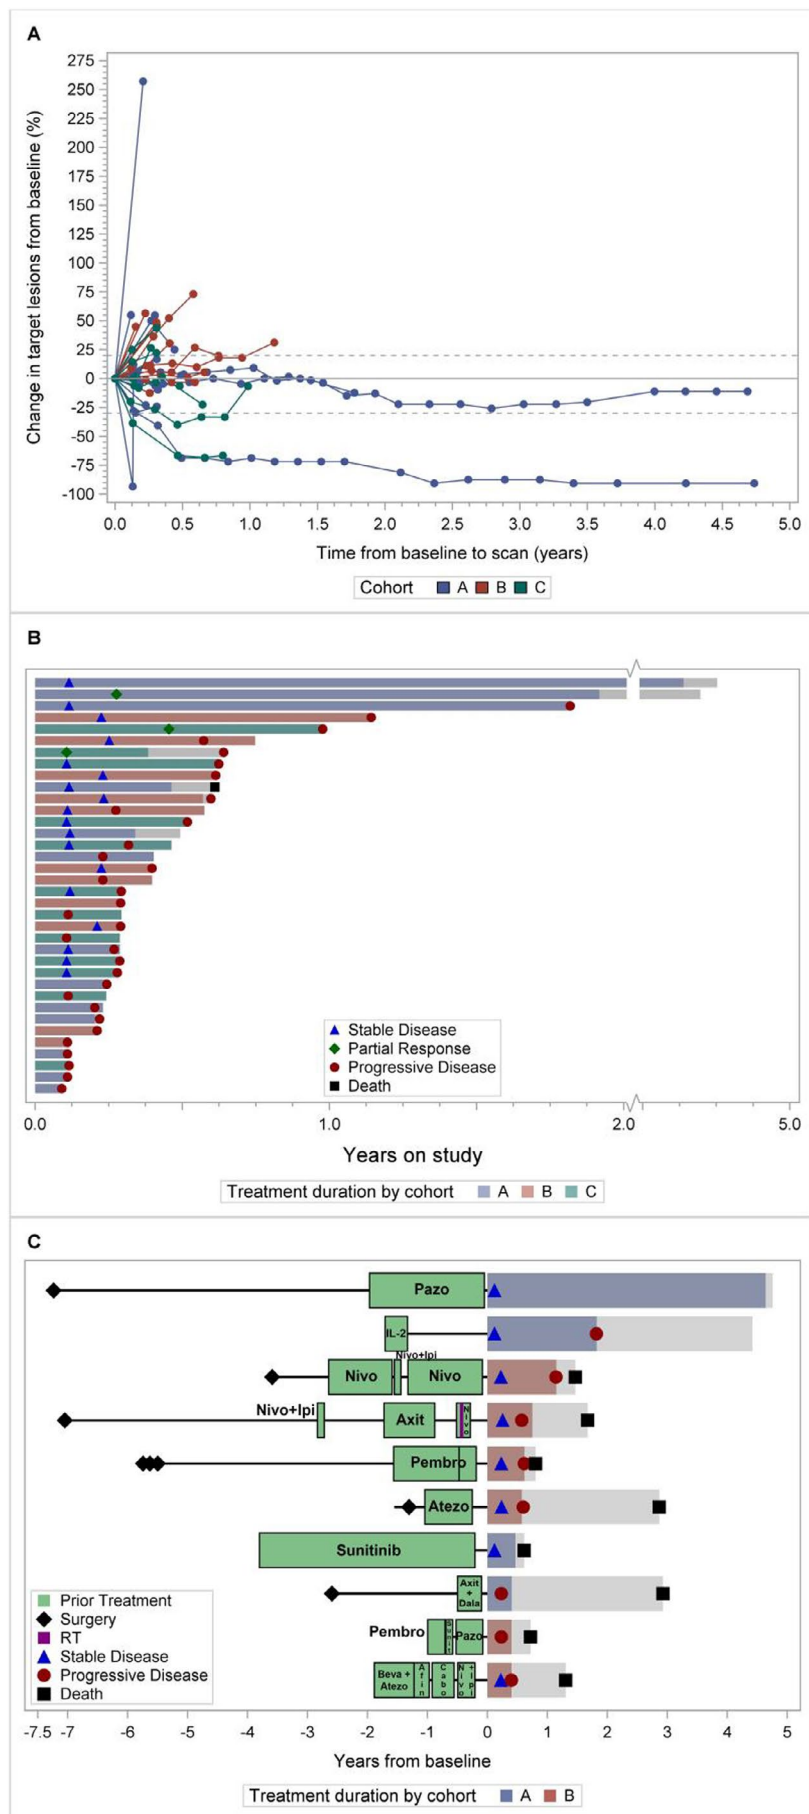 A
Change in target lesions from baseline (%)
275
250
225
200
175
150
125
100
75
50
25
0
-25
-50
-75
-100
0.0 0.5 1.0 1.5 2.0 2.5 3.0 3.5 4.0 4.5 5.0
Time from baseline to scan (years)
Cohort A B C
B
Stable Disease
Partial Response
Progressive Disease
Death
0.0 1.0 2.0 5.0
Years on study
Treatment duration by cohort A B C
C
Pazo
IL-2
Nivo+Ipi
Nivo Nivo
Nivo+Ipi Axit Nivo
Pembro
Atezo
Sunitinib
Axit
+
Dala
Pembro Pazo
Beva +
Atezo
Afin
Cabo
Nivo
+Ipi
Prior Treatment
Surgery
RT
Stable Disease
Progressive Disease
Death
-7.5 -7 -6 -5 -4 -3 -2 -1 0 1 2 3 4 5
Years from baseline
Treatment duration by cohort A B